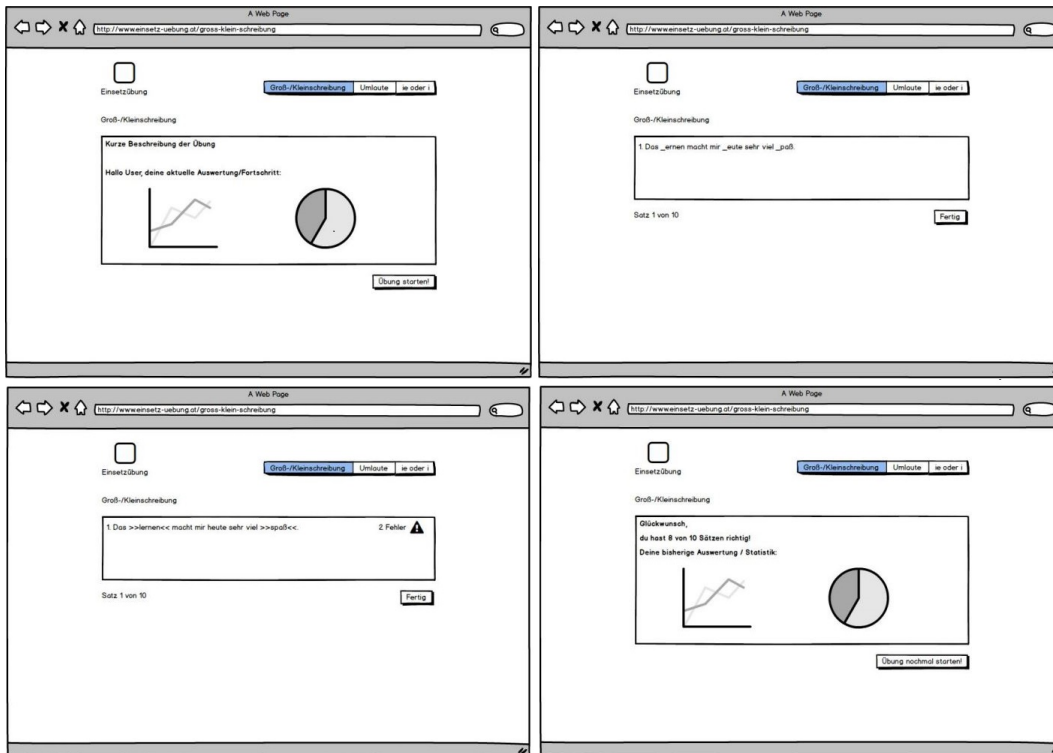 A Web Page
http://www.einsetz-uebung.at/gross-klein-schreibung
Einsetzübung
Groß-/Kleinschreibung Umlaute ie oder i
Groß-/Kleinschreibung
Kurze Beschreibung der Übung
Hallo User, deine aktuelle Auswertung/Fortschritt:
Übung starten!
A Web Page
http://www.einsetz-uebung.at/gross-klein-schreibung
Einsetzübung
Groß-/Kleinschreibung Umlaute ie oder i
Groß-/Kleinschreibung
1. Das _ernen macht mir _eute sehr viel _paß.
Satz 1 von 10 Fertig
A Web Page
http://www.einsetz-uebung.at/gross-klein-schreibung
Einsetzübung
Groß-/Kleinschreibung Umlaute ie oder i
Groß-/Kleinschreibung
1. Das >>lernen<< macht mir heute sehr viel >>spaß<<. 2 Fehler
Satz 1 von 10 Fertig
A Web Page
http://www.einsetz-uebung.at/gross-klein-schreibung
Einsetzübung
Groß-/Kleinschreibung Umlaute ie oder i
Groß-/Kleinschreibung
Glückwunsch,
du hast 8 von 10 Sätzen richtig!
Deine bisherige Auswertung / Statistik:
Übung nochmal starten!